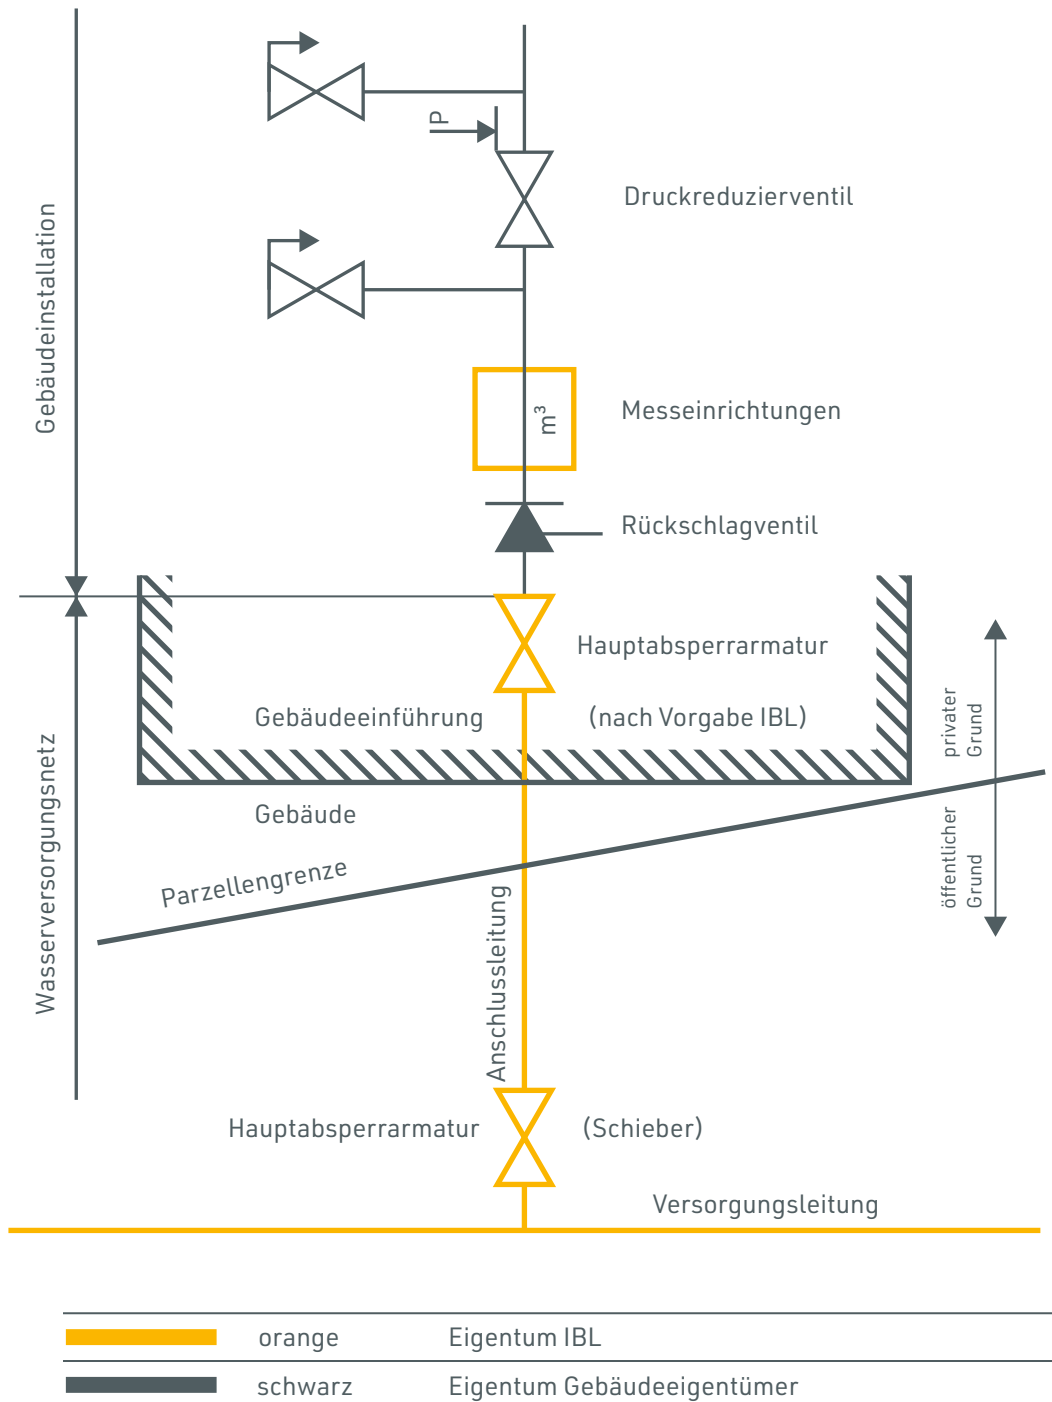 P
Druckreduzierventil
Gebäudeinstallation
m³
Messeinrichtungen
Rückschlagventil
Hauptabsperrarmatur
Gebäudeeinführung
(nach Vorgabe IBL)
privater
Grund
Gebäude
Wasserversorgungsnetz
Parzellengrenze
öffentlicher
Grund
Anschlussleitung
Hauptabsperrarmatur
(Schieber)
Versorgungsleitung
orange Eigentum IBL
schwarz Eigentum Gebäudeeigentümer